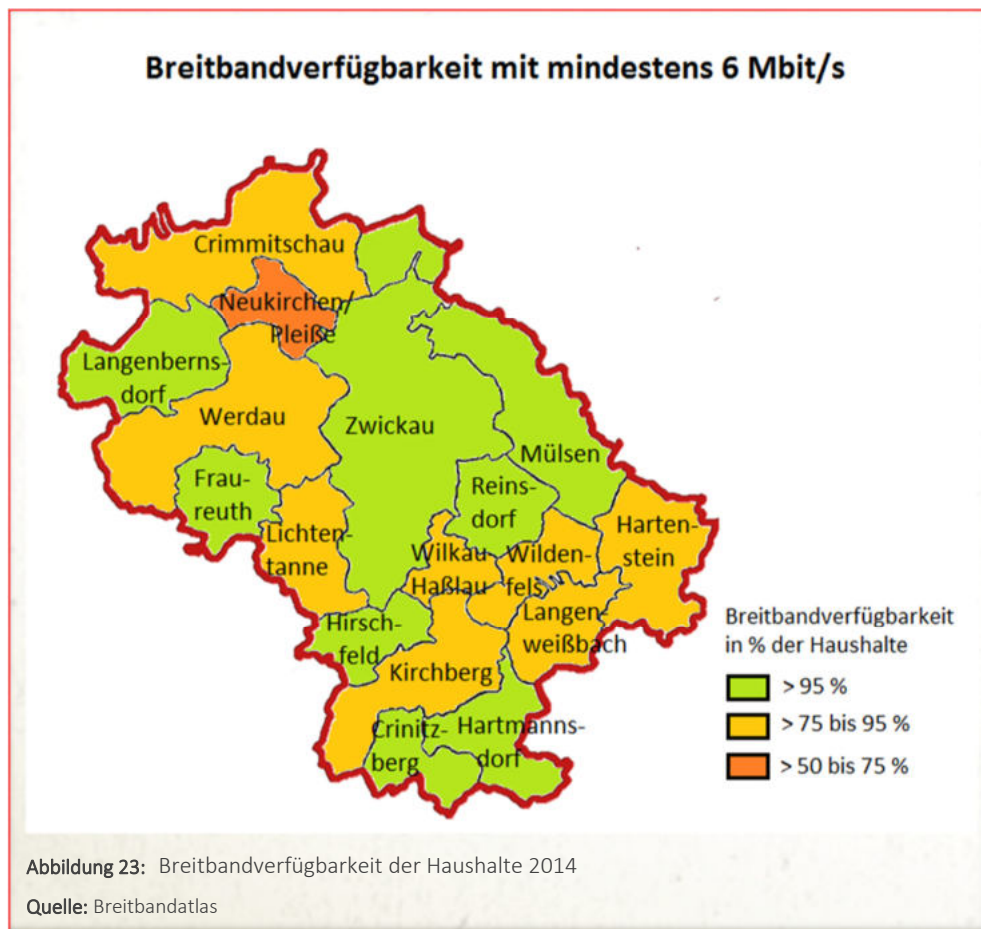 Breitbandverfügbarkeit mit mindestens 6 Mbit/s
Crimmitschau
Neukirchen/
Pleiße
Langenberns-
dorf
Werdau
Zwickau
Mülsen
Frau-
reuth
Reins-
dorf
Harten-
stein
Lichten-
tanne
Wilkau-
Haßlau
Wilden-
fels
Langen-
weißbach
Hirsch-
feld
Kirchberg
Crinitz-
berg
Hartmanns-
dorf
Breitbandverfügbarkeit
in % der Haushalte
> 95 %
> 75 bis 95 %
> 50 bis 75 %
Abbildung 23: Breitbandverfügbarkeit der Haushalte 2014
Quelle: Breitbandatlas